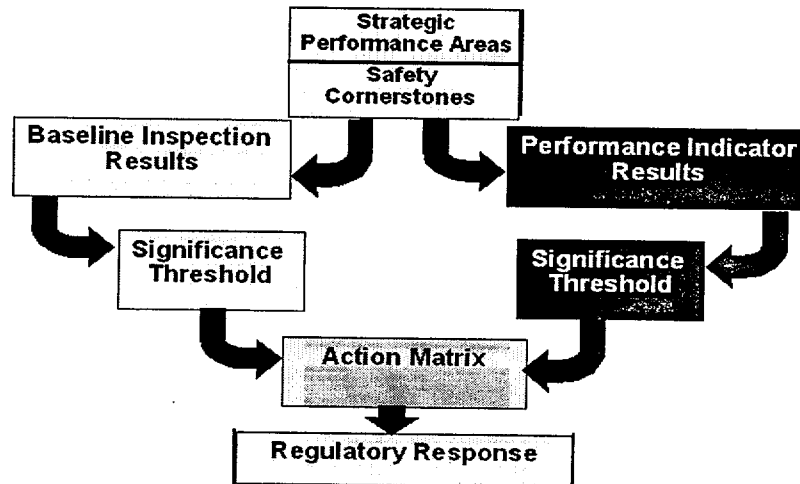 Strategic
Performance Areas
Safety
Cornerstones
Baseline Inspection
Results
Performance Indicator
Results
Significance
Threshold
Significance
Threshold
Action Matrix
Regulatory Response